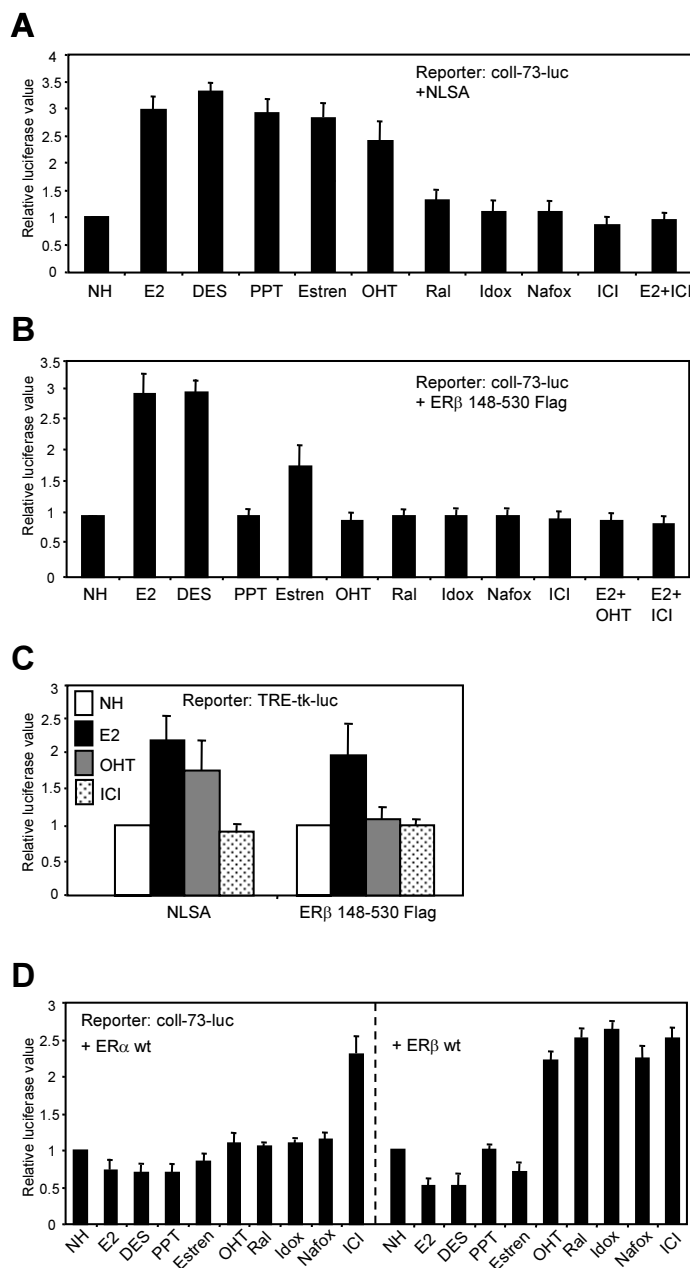 A
Relative luciferase value
4
3.5
3
2.5
2
1.5
1
0.5
0
Reporter: coll-73-luc
+NLSA
NH E2 DES PPT Estren OHT Ral Idox Nafox ICI E2+ICI
B
Relative luciferase value
3.5
3
2.5
2
1.5
1
0.5
0
Reporter: coll-73-luc
+ ERβ 148-530 Flag
NH E2 DES PPT Estren OHT Ral Idox Nafox ICI E2+ E2+
OHT ICI
C
Relative luciferase value
3
2.5
2
1.5
1
0.5
0
NH
E2
OHT
ICI
Reporter: TRE-tk-luc
NLSA ERβ 148-530 Flag
D
Relative luciferase value
3
2.5
2
1.5
1
0.5
0
Reporter: coll-73-luc
+ ERα wt
+ ERβ wt
NH E2 DES PPT Estren OHT Ral Idox Nafox ICI NH E2 DES PPT Estren OHT Ral Idox Nafox ICI